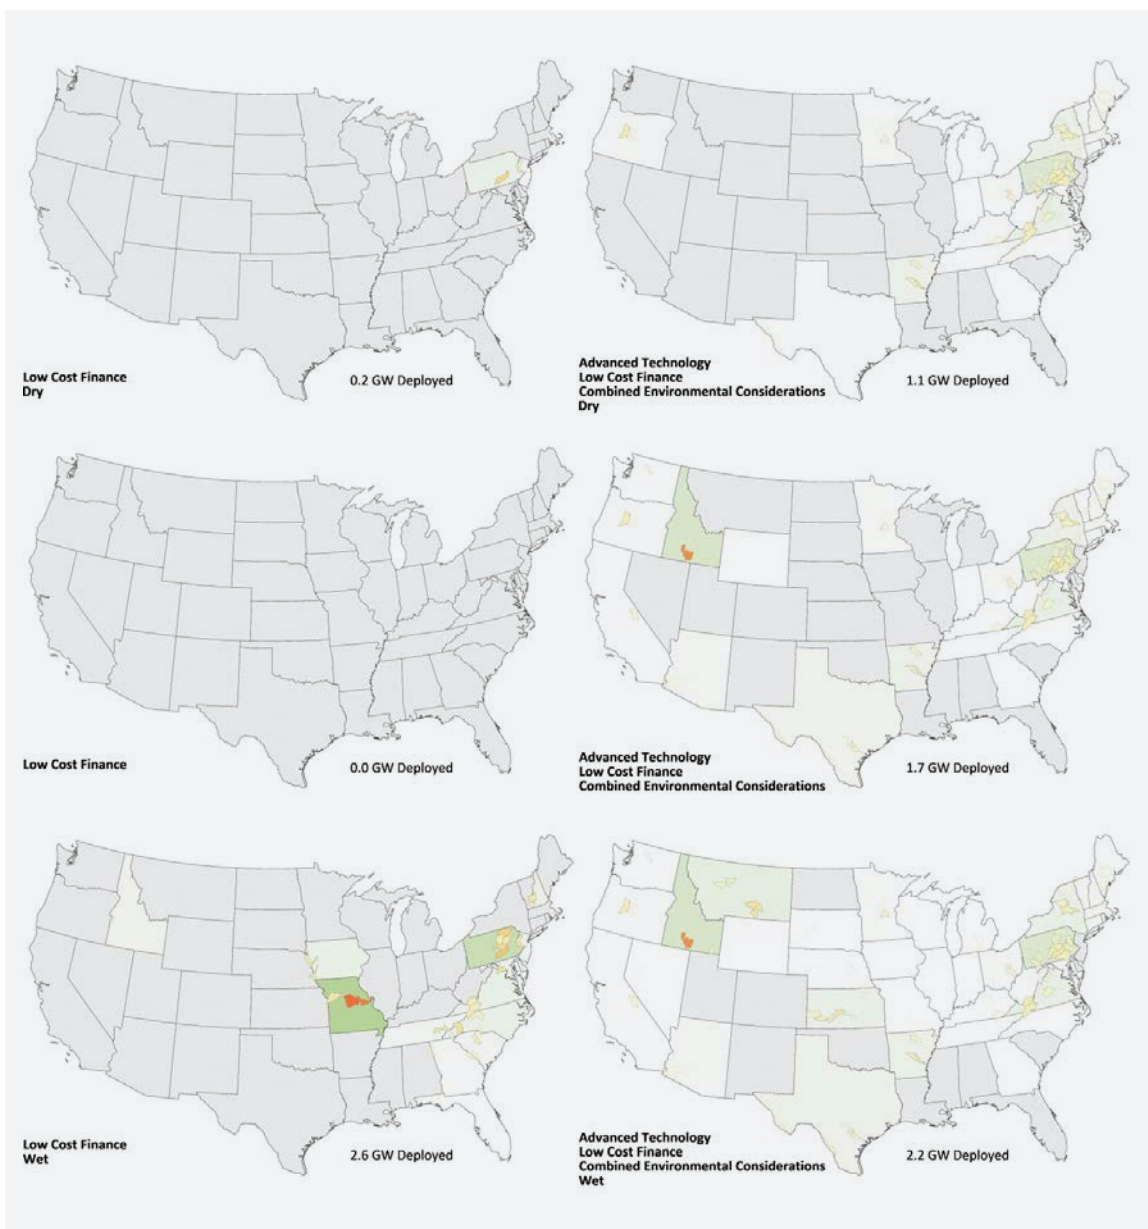 Low Cost Finance
Dry
0.2 GW Deployed
Advanced Technology
Low Cost Finance
Combined Environmental Considerations
Dry
1.1 GW Deployed
Low Cost Finance
0.0 GW Deployed
Advanced Technology
Low Cost Finance
Combined Environmental Considerations
1.7 GW Deployed
Low Cost Finance
Wet
2.6 GW Deployed
Advanced Technology
Low Cost Finance
Combined Environmental Considerations
Wet
2.2 GW Deployed